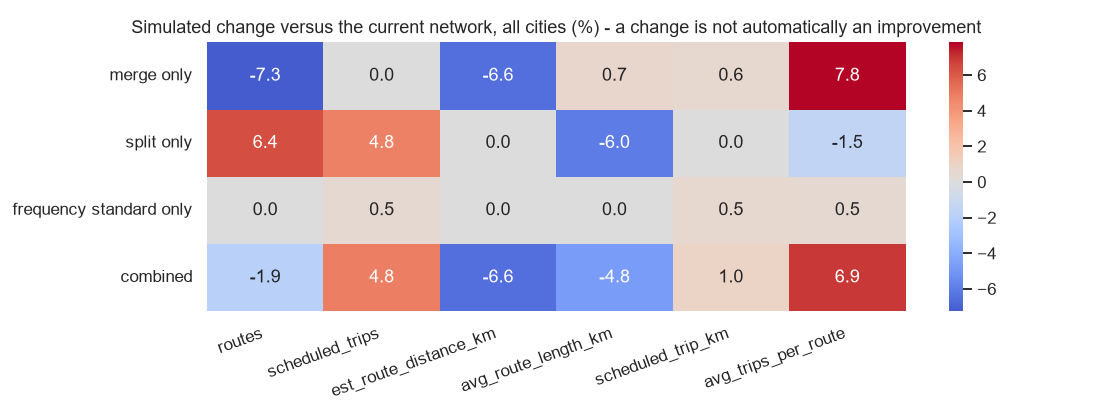 Simulated change versus the current network, all cities (%) - a change is not automatically an improvement
merge only -7.3 0.0 -6.6 0.7 0.6 7.8
split only 6.4 4.8 0.0 -6.0 0.0 -1.5
frequency standard only 0.0 0.5 0.0 0.0 0.5 0.5
combined -1.9 4.8 -6.6 -4.8 1.0 6.9
routes scheduled_trips est_route_distance_km avg_route_length_km scheduled_trip_km avg_trips_per_route
6
4
2
0
−2
−4
−6